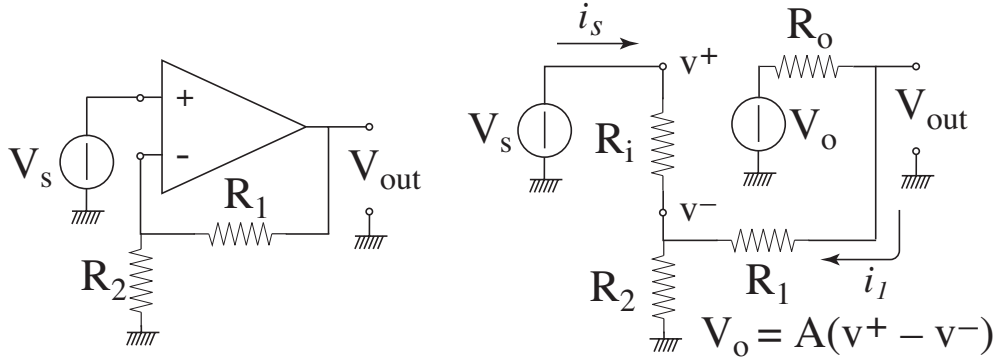 +
-
V_s
R_1
R_2
V_out
i_s
v^+
V_s
R_i
v^-
R_2
R_1
i_1
R_o
V_o
V_out
V_o = A(v^+ – v^–)